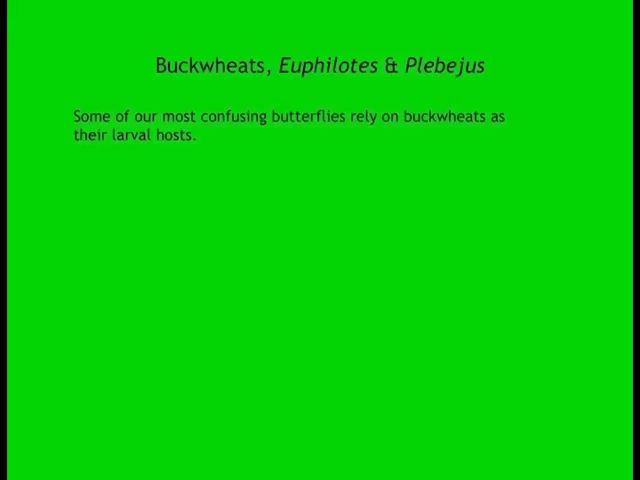 Buckwheats, Euphilotes & Plebejus
Some of our most confusing butterflies rely on buckwheats as
their larval hosts.